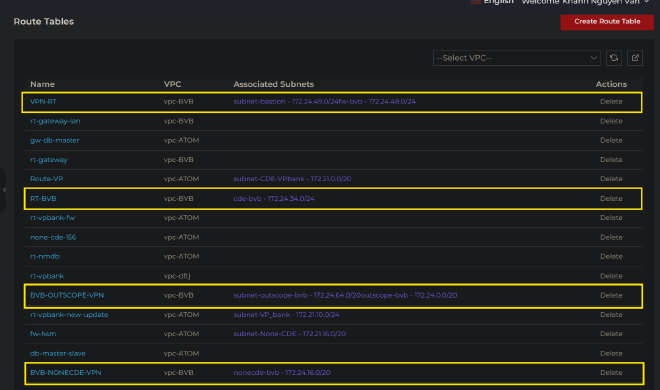 English Welcome Khanh Nguyen Van
Route Tables
Create Route Table
--Select VPC--
Name VPC Associated Subnets Actions
VPN-RT vpc-BVB subnet-bastion - 172.24.49.0/24fw-bvb - 172.24.48.0/24 Delete
rt-gateway-lan vpc-BVB Delete
gw-db-master vpc-ATOM Delete
rt-gateway vpc-BVB Delete
Route-VP vpc-ATOM subnet-CDE-VPbank - 172.21.0.0/20 Delete
RT-BVB vpc-BVB cde-bvb - 172.24.34.0/24 Delete
rt-vpbank-fw vpc-ATOM Delete
none-cde-156 vpc-ATOM Delete
rt-nmdb vpc-ATOM Delete
rt-vpbank vpc-dftj Delete
BVB-OUTSCOPE-VPN vpc-BVB subnet-outscope-bvb - 172.24.64.0/20outscope-bvb - 172.24.0.0/20 Delete
rt-vpbank-new-update vpc-ATOM subnet-VP_bank - 172.21.10.0/24 Delete
fw-hsm vpc-ATOM subnet-None-CDE - 172.21.16.0/20 Delete
db-master-slave vpc-ATOM Delete
BVB-NONECDE-VPN vpc-BVB nonecde-bvb - 172.24.16.0/20 Delete